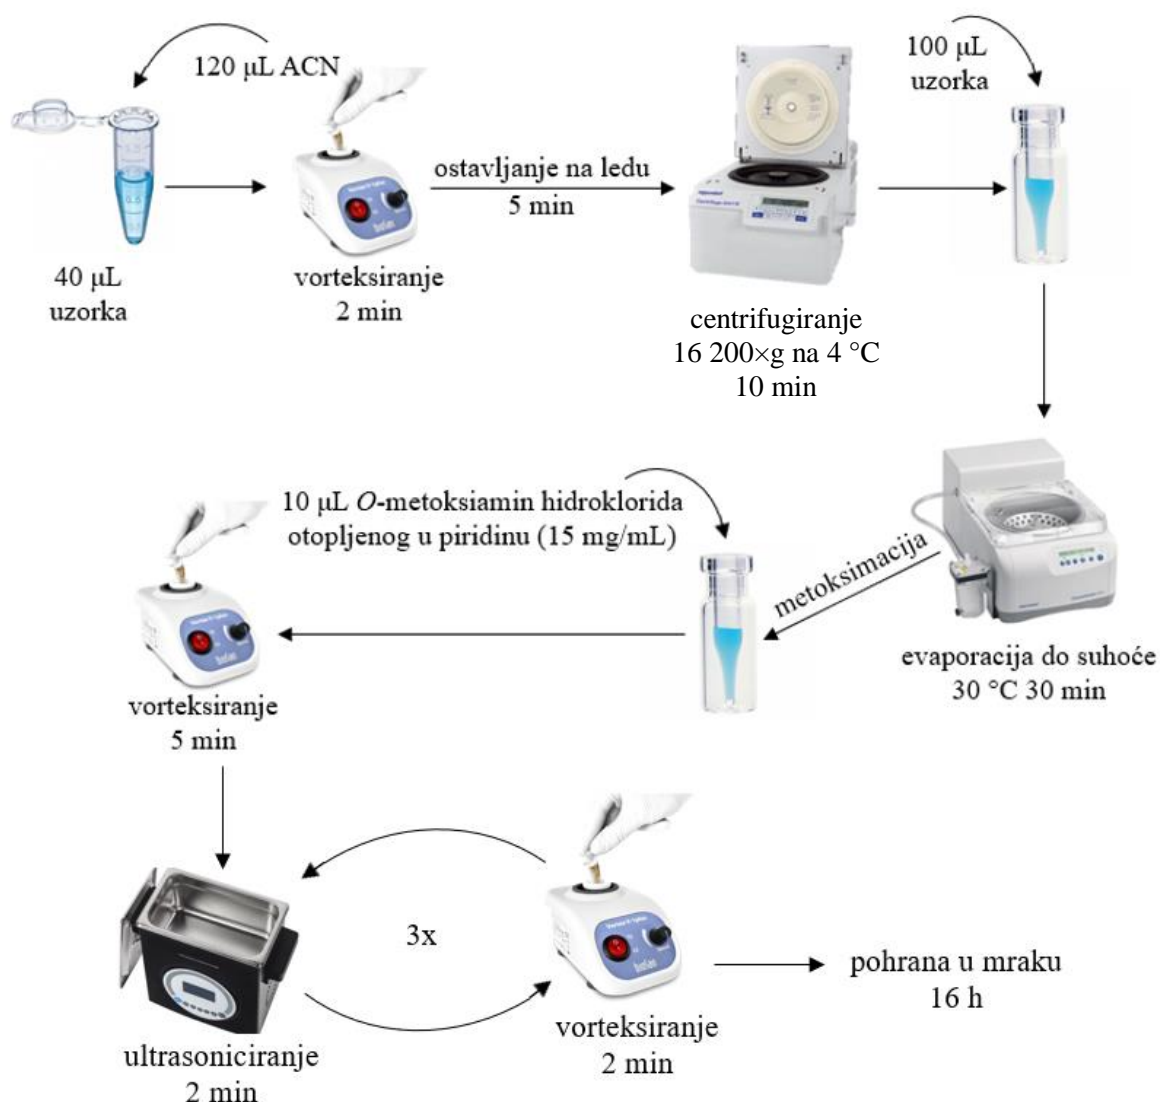 120 μL ACN
40 μL
uzorka
vorteksiranje
2 min
ostavljanje na ledu
5 min
centrifugiranje
16 200×g na 4 °C
10 min
100 μL
uzorka
evaporacija do suhoće
30 °C 30 min
metoksimacija
10 μL O-metoksiamin hidroklorida
otopljenog u piridinu (15 mg/mL)
vorteksiranje
5 min
ultrasoniciranje
2 min
3x
vorteksiranje
2 min
pohrana u mraku
16 h